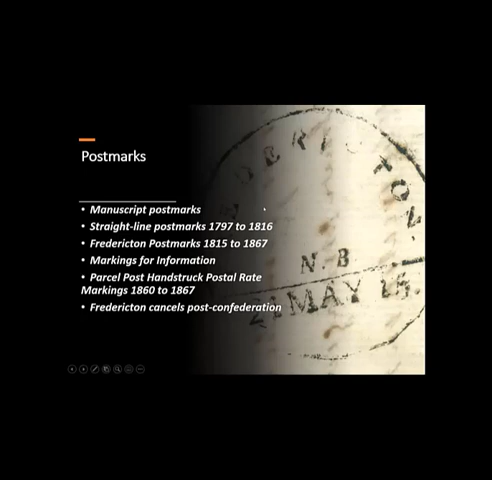 Postmarks
• Manuscript postmarks
• Straight-line postmarks 1797 to 1816
• Fredericton Postmarks 1815 to 1867
• Markings for Information
• Parcel Post Handstruck Postal Rate
Markings 1860 to 1867
• Fredericton cancels post-confederation
DERICTON
N.B
MAY